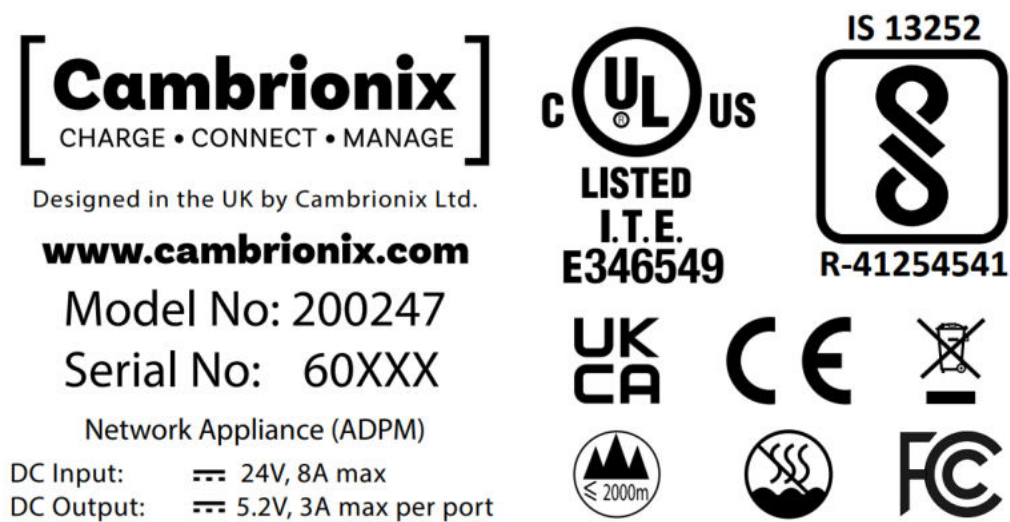 Cambrionix
CHARGE • CONNECT • MANAGE
Designed in the UK by Cambrionix Ltd.
www.cambrionix.com
Model No: 200247
Serial No: 60XXX
Network Appliance (ADPM)
DC Input: 24V, 8A max
DC Output: 5.2V, 3A max per port
C UL ® US
LISTED
I.T.E.
E346549
IS 13252
R-41254541
UK
CA
CE
≤ 2000m
FC